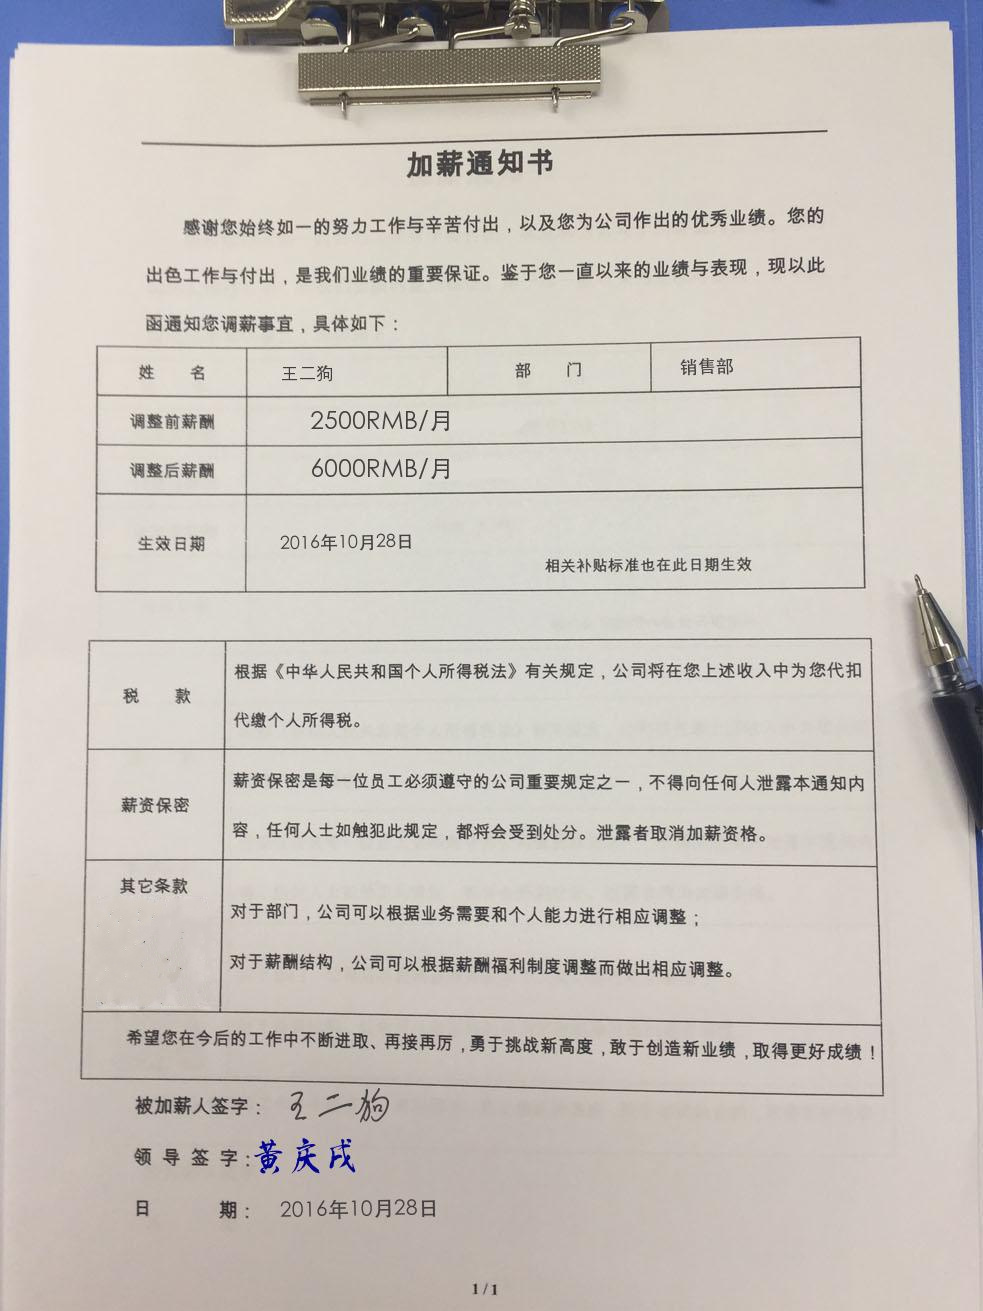 加薪通知书
感谢您始终如一的努力工作与辛苦付出，以及您为公司作出的优秀业绩。您的
出色工作与付出，是我们业绩的重要保证。鉴于您一直以来的业绩与表现，现以此
函通知您调薪事宜，具体如下：
姓 名 王二狗 部 门 销售部
调整前薪酬 2500RMB/月
调整后薪酬 6000RMB/月
生效日期 2016年10月28日
相关补贴标准也在此日期生效
税 款
根据《中华人民共和国个人所得税法》有关规定，公司将在您上述收入中为您代扣
代缴个人所得税。
薪资保密
薪资保密是每一位员工必须遵守的公司重要规定之一，不得向任何人泄露本通知内
容，任何人士如触犯此规定，都将会受到处分。泄露者取消加薪资格。
其它条款
对于部门，公司可以根据业务需要和个人能力进行相应调整；
对于薪酬结构，公司可以根据薪酬福利制度调整而做出相应调整。
希望您在今后的工作中不断进取、再接再厉，勇于挑战新高度，敢于创造新业绩，取得更好成绩！
被加薪人签字： 王二狗
领 导 签 字：黄庆戌
日 期： 2016年10月28日
1 / 1